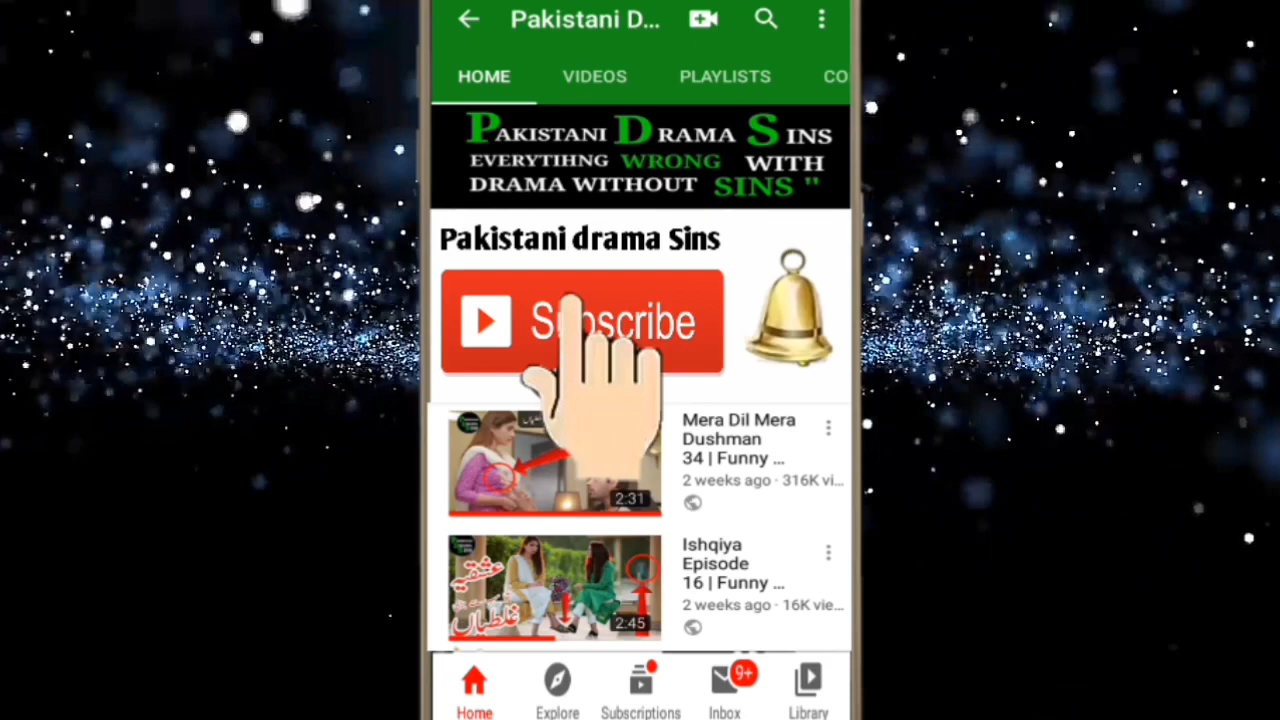 Pakistani D...
HOME VIDEOS PLAYLISTS CO
PAKISTANI DRAMA SINS
EVERYTIHNG WRONG WITH
DRAMA WITHOUT SINS "
Pakistani drama Sins
Subscribe
Mera Dil Mera
Dushman
34 | Funny ...
2 weeks ago · 316K vi...
2:31
Ishqiya
Episode
16 | Funny ...
2 weeks ago · 16K vie...
عشقیہ
غلطیاں
2:45
9+
Home Explore Subscriptions Inbox Library